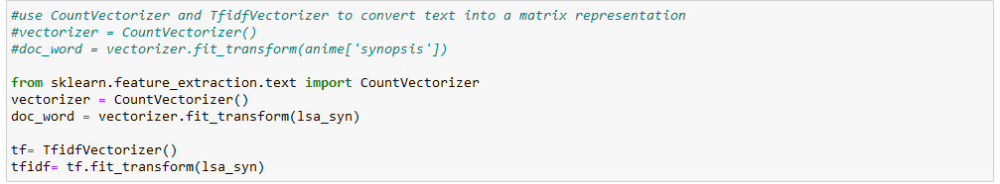 #use CountVectorizer and TfidfVectorizer to convert text into a matrix representation
#vectorizer = CountVectorizer()
#doc_word = vectorizer.fit_transform(anime['synopsis'])
from sklearn.feature_extraction.text import CountVectorizer
vectorizer = CountVectorizer()
doc_word = vectorizer.fit_transform(lsa_syn)
tf= TfidfVectorizer()
tfidf= tf.fit_transform(lsa_syn)